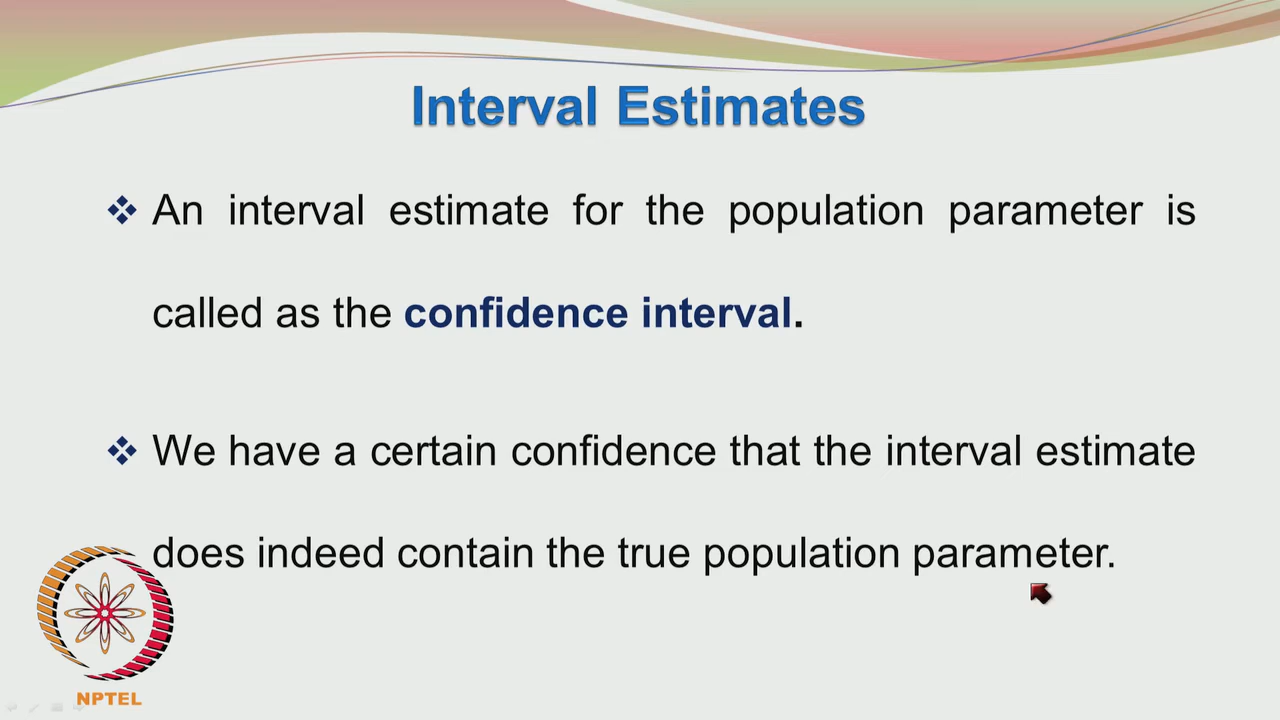 Interval Estimates
❖ An interval estimate for the population parameter is
called as the confidence interval.
❖ We have a certain confidence that the interval estimate
does indeed contain the true population parameter.
NPTEL